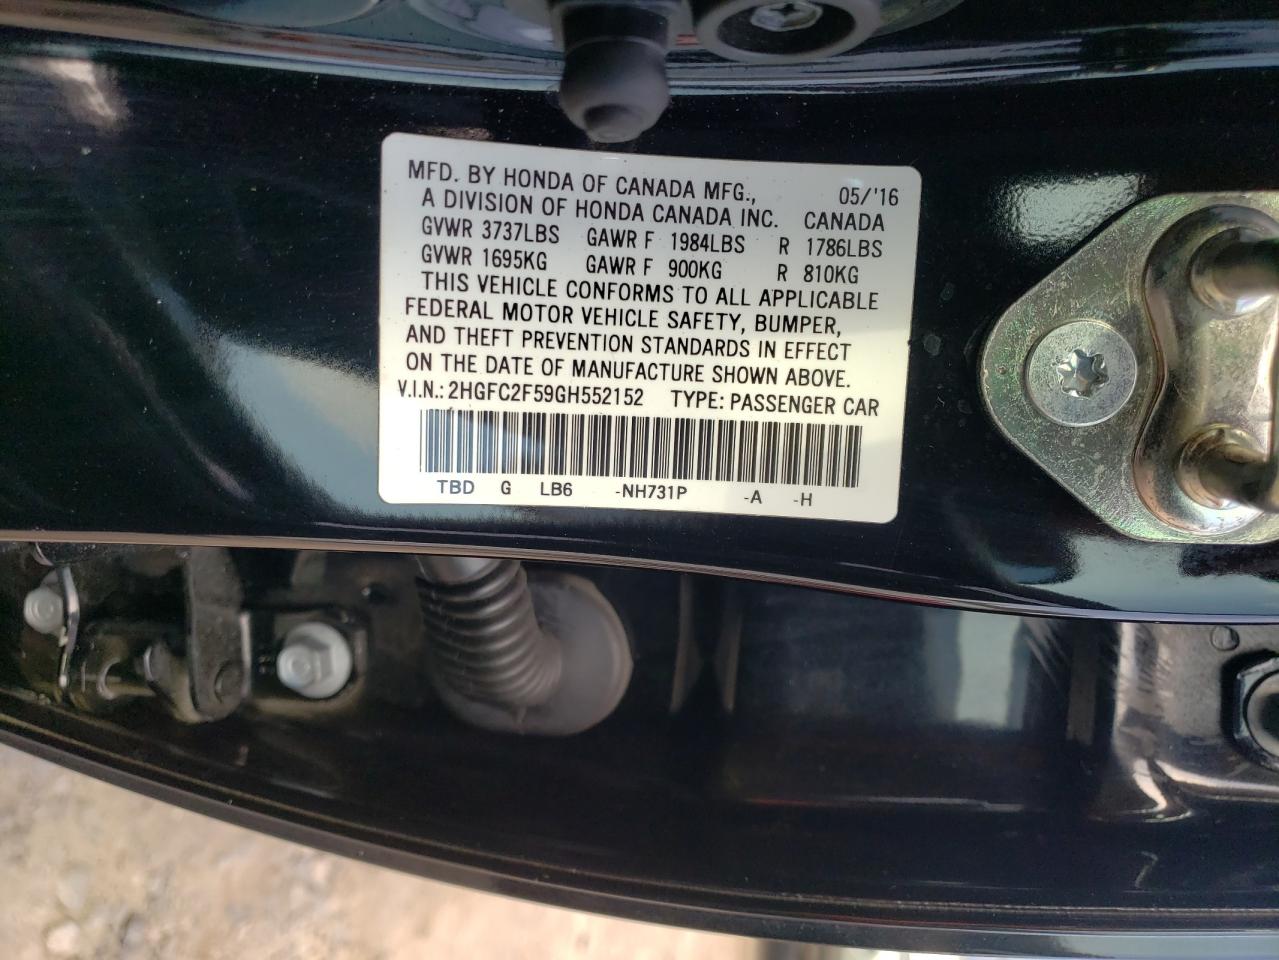 MFD. BY HONDA OF CANADA MFG., 05/'16
A DIVISION OF HONDA CANADA INC. CANADA
GVWR 3737LBS GAWR F 1984LBS R 1786LBS
GVWR 1695KG GAWR F 900KG R 810KG
THIS VEHICLE CONFORMS TO ALL APPLICABLE
FEDERAL MOTOR VEHICLE SAFETY, BUMPER,
AND THEFT PREVENTION STANDARDS IN EFFECT
ON THE DATE OF MANUFACTURE SHOWN ABOVE.
V.I.N.: 2HGFC2F59GH552152 TYPE: PASSENGER CAR
TBD G LB6 -NH731P -A -H